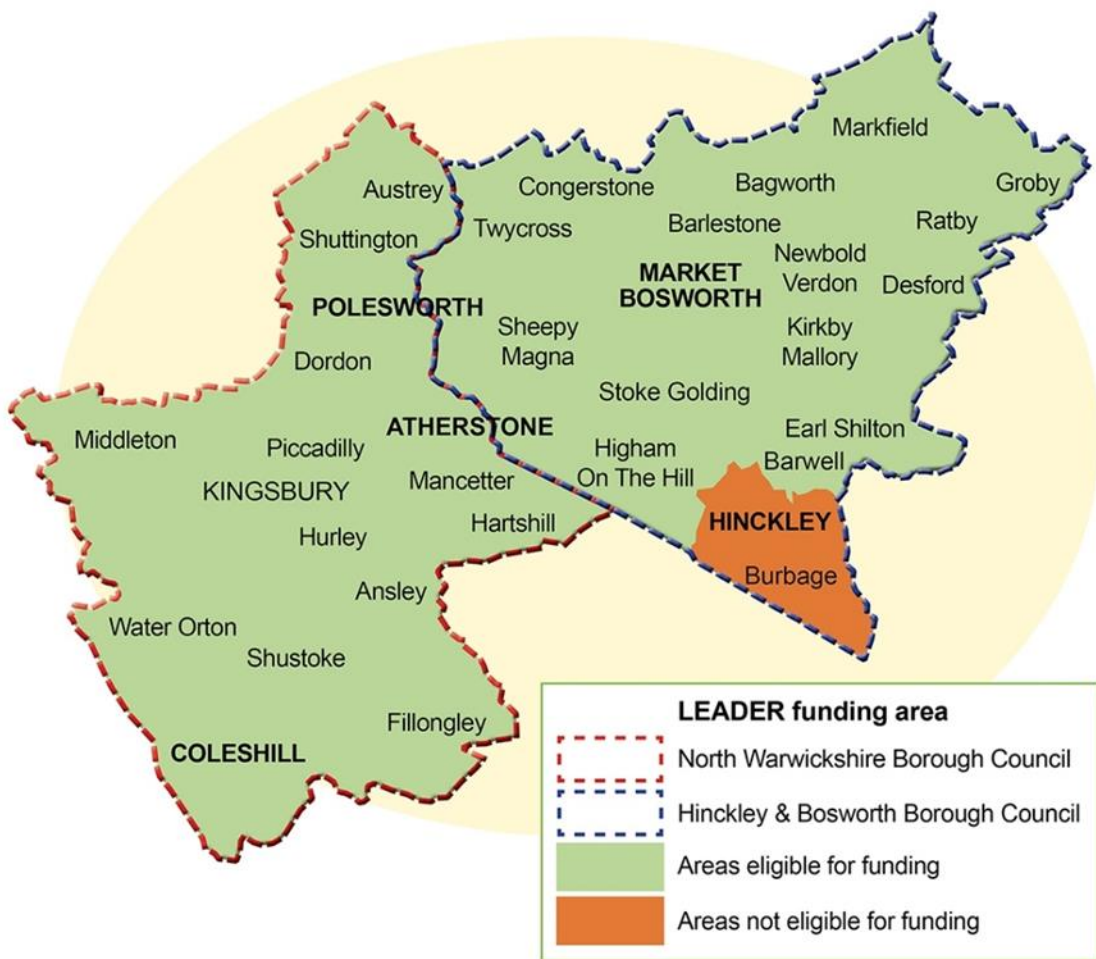 Markfield
Austrey
Congerstone
Bagworth
Groby
Shuttington
Twycross
Barlestone
Ratby
Newbold
Verdon
MARKET
BOSWORTH
Desford
POLESWORTH
Sheepy
Magna
Kirkby
Mallory
Dordon
Stoke Golding
Middleton
Piccadilly
ATHERSTONE
Earl Shilton
Higham
On The Hill
Barwell
KINGSBURY
Mancetter
Hurley
Hartshill
HINCKLEY
Ansley
Burbage
Water Orton
Shustoke
Fillongley
COLESHILL
LEADER funding area
North Warwickshire Borough Council
Hinckley & Bosworth Borough Council
Areas eligible for funding
Areas not eligible for funding